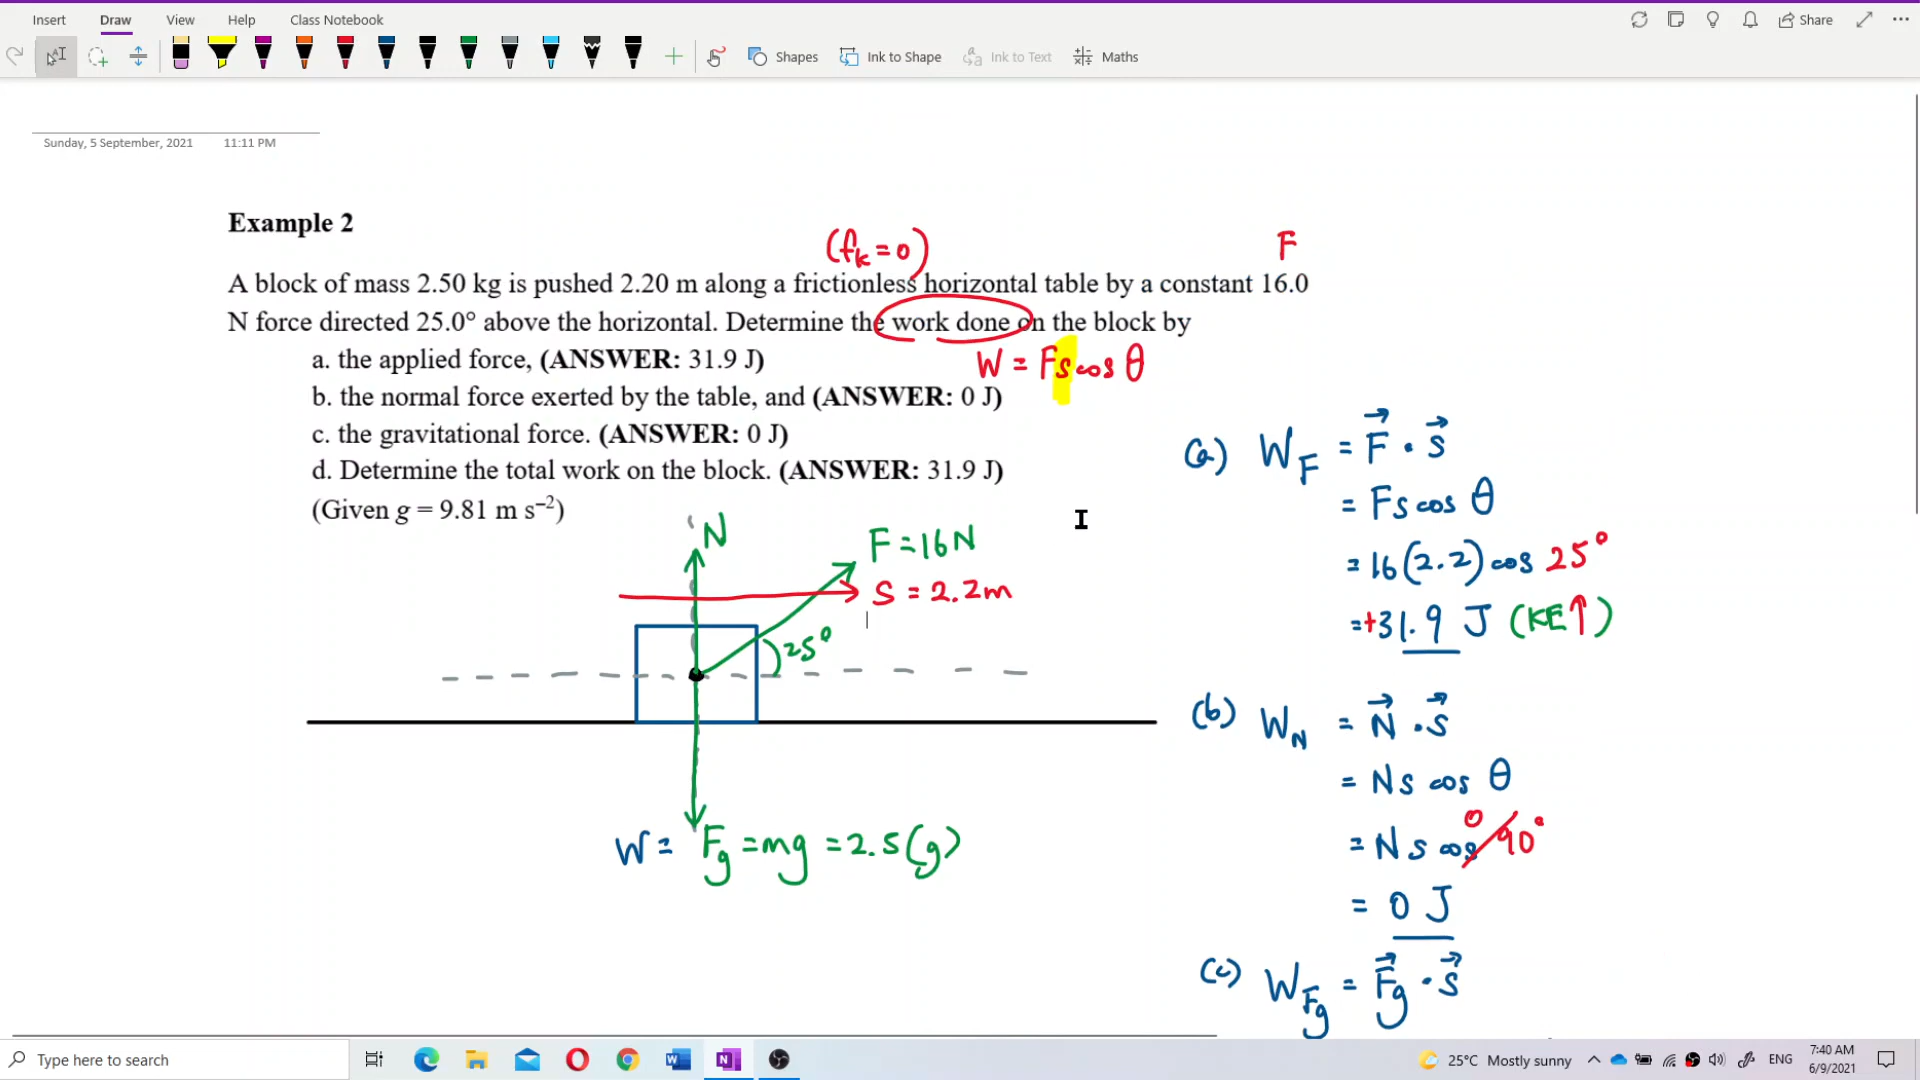 Insert Draw View Help Class Notebook Share
Shapes Ink to Shape Ink to Text Maths
Sunday, 5 September, 2021 11:11 PM
Example 2
(fk = 0) F
A block of mass 2.50 kg is pushed 2.20 m along a frictionless horizontal table by a constant 16.0
N force directed 25.0° above the horizontal. Determine the work done on the block by
a. the applied force, (ANSWER: 31.9 J)
W = Fs cos θ
b. the normal force exerted by the table, and (ANSWER: 0 J)
c. the gravitational force. (ANSWER: 0 J)
d. Determine the total work on the block. (ANSWER: 31.9 J)
(Given g = 9.81 m s⁻²)
N
F = 16N
S = 2.2m
25°
W = Fg = mg = 2.5(g)
(a) W_F = F⃗ · s⃗
= Fs cos θ
= 16(2.2) cos 25°
= +31.9 J (KE↑)
(b) W_N = N⃗ · s⃗
= Ns cos θ
= N s cos 90° 0
= 0 J
(c) W_Fg = F⃗g · s⃗
Type here to search
25°C Mostly sunny
ENG
7:40 AM
6/9/2021